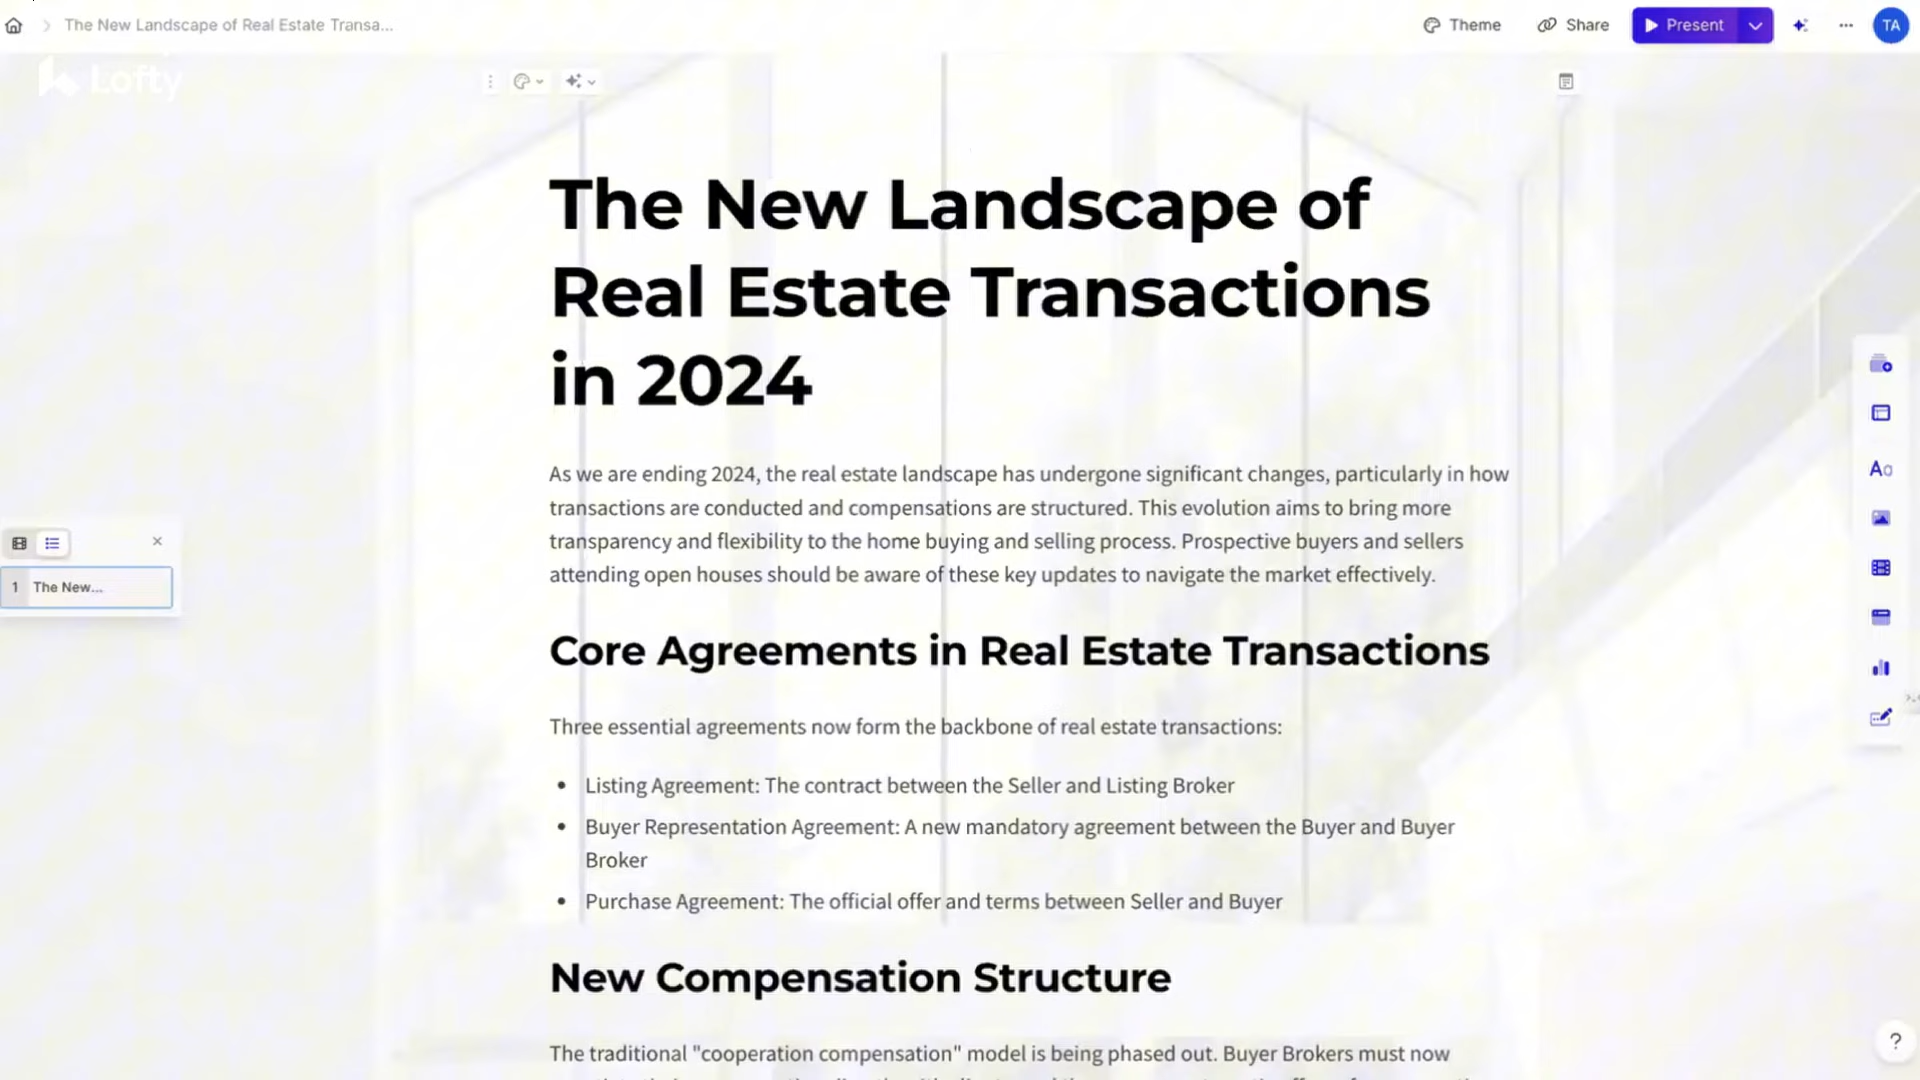 The New Landscape of Real Estate Transa...
Theme
Share
Present
TA
Lofty
The New Landscape of
Real Estate Transactions
in 2024
As we are ending 2024, the real estate landscape has undergone significant changes, particularly in how
transactions are conducted and compensations are structured. This evolution aims to bring more
transparency and flexibility to the home buying and selling process. Prospective buyers and sellers
attending open houses should be aware of these key updates to navigate the market effectively.
1 The New...
Core Agreements in Real Estate Transactions
Three essential agreements now form the backbone of real estate transactions:
• Listing Agreement: The contract between the Seller and Listing Broker
• Buyer Representation Agreement: A new mandatory agreement between the Buyer and Buyer
Broker
• Purchase Agreement: The official offer and terms between Seller and Buyer
New Compensation Structure
The traditional "cooperation compensation" model is being phased out. Buyer Brokers must now
?